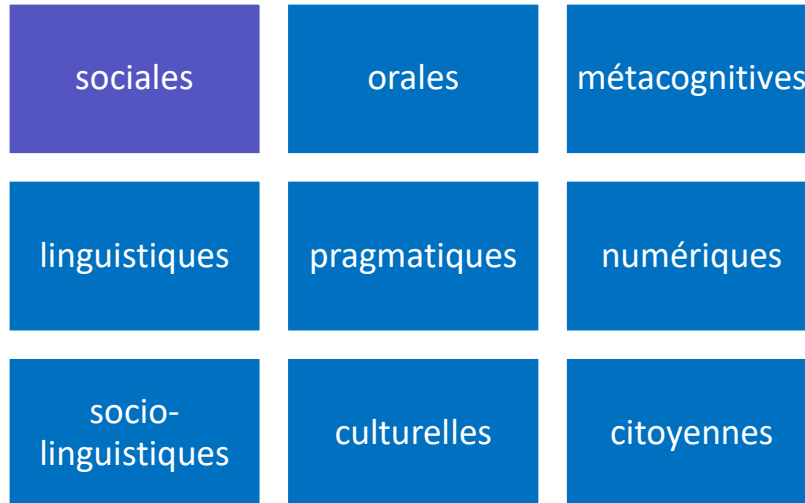 sociales
orales
métacognitives
linguistiques
pragmatiques
numériques
socio-
linguistiques
culturelles
citoyennes